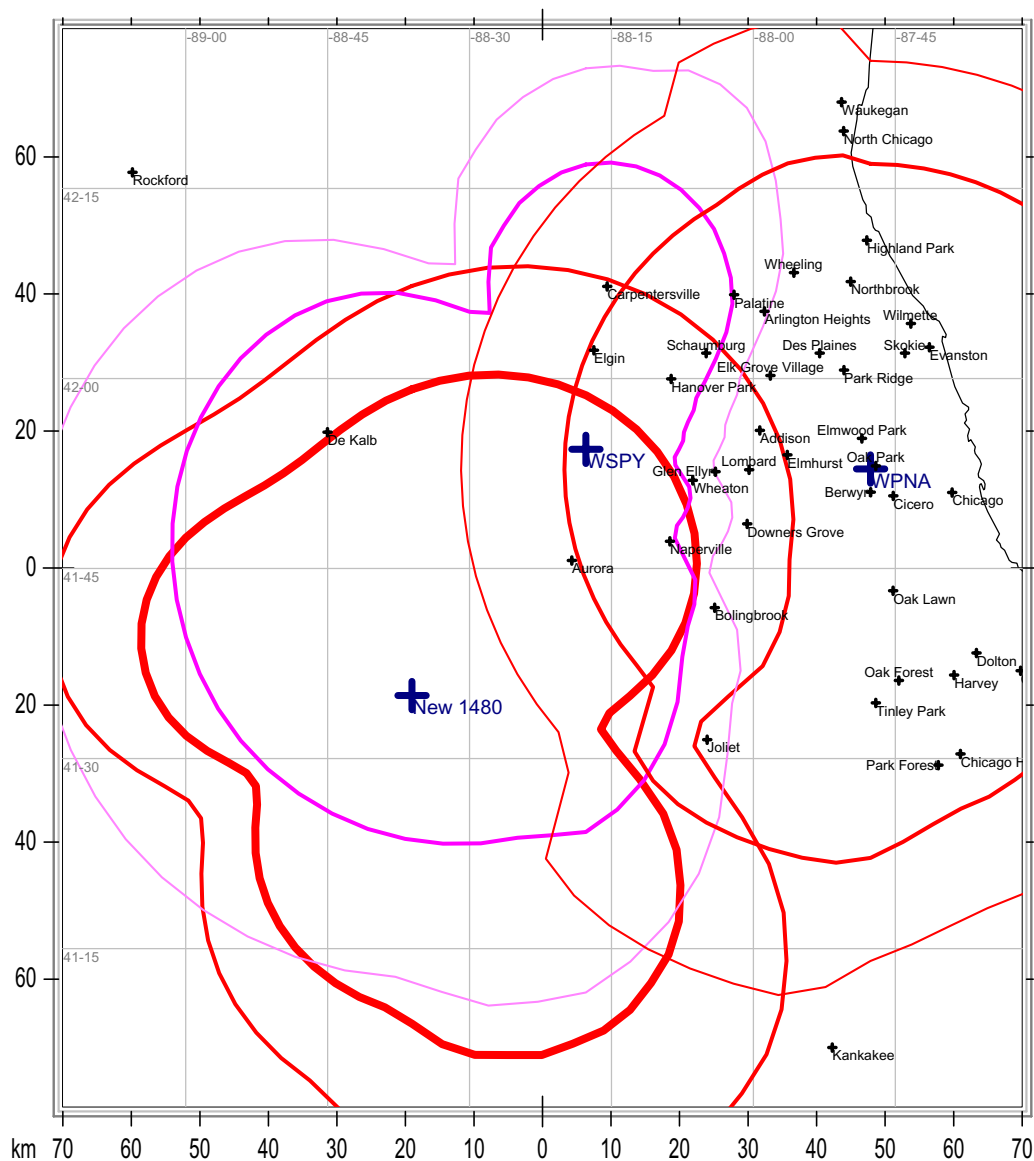 -89-00 -88-45 -88-30 -88-15 -88-00 -87-45
Waukegan
North Chicago
60
Rockford
42-15
Highland Park
Wheeling
Northbrook
40
Carpentersville
Palatine
Arlington Heights
Wilmette
Schaumburg
Des Plaines
Skokie
Evanston
Elgin
Elk Grove Village
Park Ridge
Hanover Park
42-00
20
De Kalb
Addison
Elmwood Park
WSPY
Glen Ellyn
Lombard
Elmhurst
Oak Park
WPNA
Wheaton
Berwyn
Cicero
Chicago
Downers Grove
Naperville
0
Aurora
41-45
Oak Lawn
Bolingbrook
Dolton
Oak Forest
Harvey
20
New 1480
Tinley Park
Joliet
Park Forest
Chicago H
41-30
40
41-15
60
Kankakee
km 70 60 50 40 30 20 10 0 10 20 30 40 50 60 70